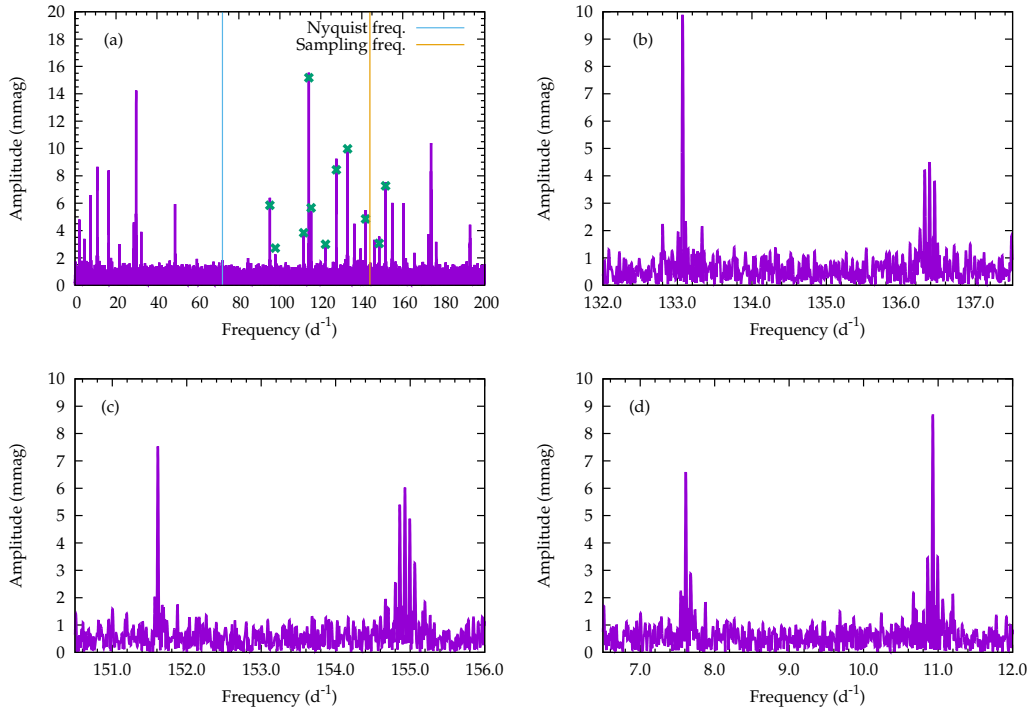 (a)
Nyquist freq.
Sampling freq.
Amplitude (mmag)
20
18
16
14
12
10
8
6
4
2
0
0 20 40 60 80 100 120 140 160 180 200
Frequency (d⁻¹)
(b)
Amplitude (mmag)
10
9
8
7
6
5
4
3
2
1
0
132.0 133.0 134.0 135.0 136.0 137.0
Frequency (d⁻¹)
(c)
Amplitude (mmag)
10
9
8
7
6
5
4
3
2
1
0
151.0 152.0 153.0 154.0 155.0 156.0
Frequency (d⁻¹)
(d)
Amplitude (mmag)
10
9
8
7
6
5
4
3
2
1
0
7.0 8.0 9.0 10.0 11.0 12.0
Frequency (d⁻¹)